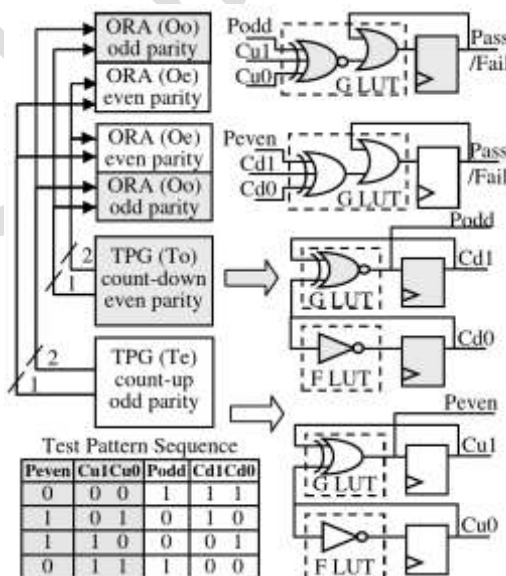 ORA (Oo)
odd parity
ORA (Oe)
even parity
ORA (Oe)
even parity
ORA (Oo)
odd parity
2
1
TPG (To)
count-down
even parity
2
1
TPG (Te)
count-up
odd parity
Podd
Cu1
Cu0
G LUT
Pass
/Fail
Peven
Cd1
Cd0
G LUT
Pass
/Fail
Podd
Cd1
G LUT
Cd0
F LUT
Peven
Cu1
G LUT
Cu0
F LUT
Test Pattern Sequence
Peven Cu1 Cu0 Podd Cd1 Cd0
0 0 0 1 1 1
1 0 1 0 1 0
1 1 0 0 0 1
0 1 1 1 0 0